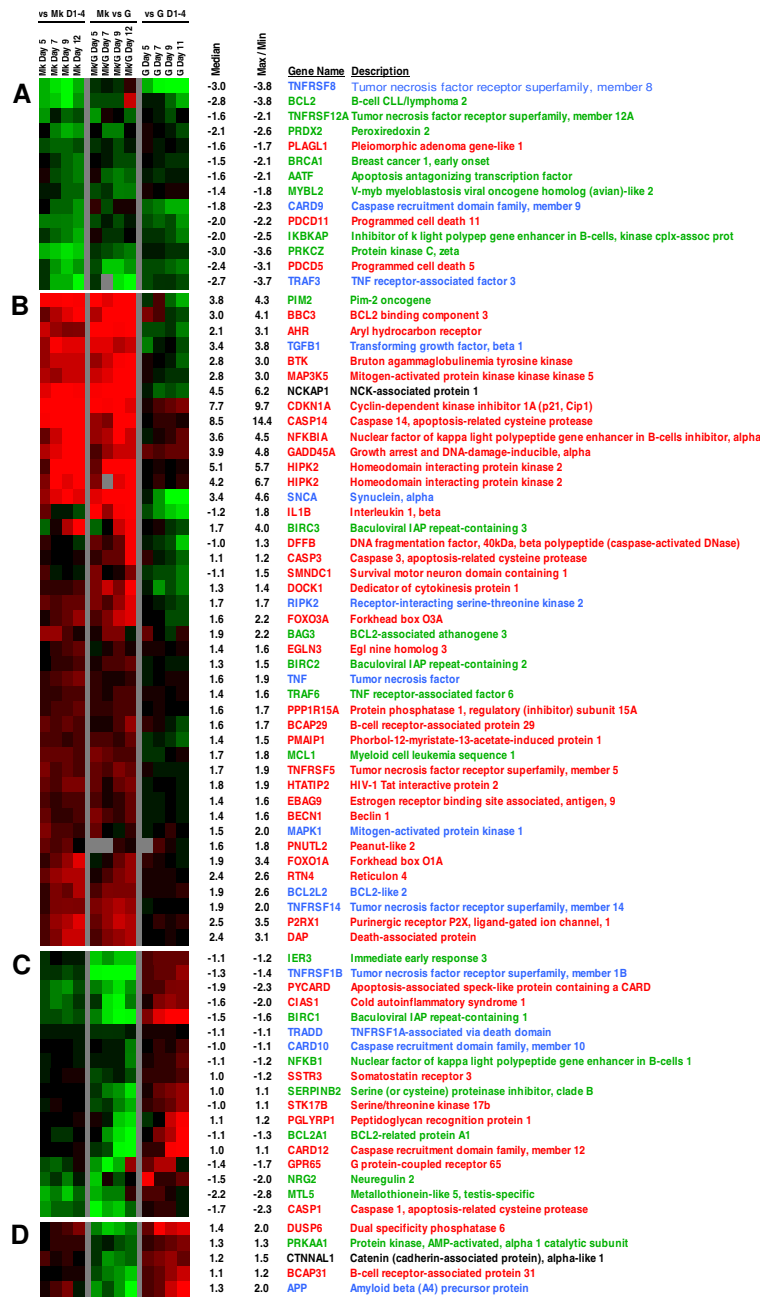 vs Mk D1-4 Mk vs G vs G D1-4
Mk Day 5 Mk Day 7 Mk Day 9 Mk Day 12 Mk/G Day 5 Mk/G Day 7 Mk/G Day 9 Mk/G Day 12 G Day 5 G Day 7 G Day 9 G Day 11 Median Max / Min
Gene Name Description
A
-3.0 -3.8 TNFRSF8 Tumor necrosis factor receptor superfamily, member 8
-2.8 -3.8 BCL2 B-cell CLL/lymphoma 2
-1.6 -2.1 TNFRSF12A Tumor necrosis factor receptor superfamily, member 12A
-2.1 -2.6 PRDX2 Peroxiredoxin 2
-1.6 -1.7 PLAGL1 Pleiomorphic adenoma gene-like 1
-1.5 -2.1 BRCA1 Breast cancer 1, early onset
-1.6 -2.1 AATF Apoptosis antagonizing transcription factor
-1.4 -1.8 MYBL2 V-myb myeloblastosis viral oncogene homolog (avian)-like 2
-1.8 -2.3 CARD9 Caspase recruitment domain family, member 9
-2.0 -2.2 PDCD11 Programmed cell death 11
-2.0 -2.5 IKBKAP Inhibitor of k light polypep gene enhancer in B-cells, kinase cplx-assoc prot
-3.0 -3.6 PRKCZ Protein kinase C, zeta
-2.4 -3.1 PDCD5 Programmed cell death 5
-2.7 -3.7 TRAF3 TNF receptor-associated factor 3
B
3.8 4.3 PIM2 Pim-2 oncogene
3.0 4.1 BBC3 BCL2 binding component 3
2.1 3.1 AHR Aryl hydrocarbon receptor
3.4 3.8 TGFB1 Transforming growth factor, beta 1
2.8 3.0 BTK Bruton agammaglobulinemia tyrosine kinase
2.8 3.0 MAP3K5 Mitogen-activated protein kinase kinase kinase 5
4.5 6.2 NCKAP1 NCK-associated protein 1
7.7 9.7 CDKN1A Cyclin-dependent kinase inhibitor 1A (p21, Cip1)
8.5 14.4 CASP14 Caspase 14, apoptosis-related cysteine protease
3.6 4.5 NFKBIA Nuclear factor of kappa light polypeptide gene enhancer in B-cells inhibitor, alpha
3.9 4.8 GADD45A Growth arrest and DNA-damage-inducible, alpha
5.1 5.7 HIPK2 Homeodomain interacting protein kinase 2
4.2 6.7 HIPK2 Homeodomain interacting protein kinase 2
3.4 4.6 SNCA Synuclein, alpha
-1.2 1.8 IL1B Interleukin 1, beta
1.7 4.0 BIRC3 Baculoviral IAP repeat-containing 3
-1.0 1.3 DFFB DNA fragmentation factor, 40kDa, beta polypeptide (caspase-activated DNase)
1.1 1.2 CASP3 Caspase 3, apoptosis-related cysteine protease
-1.1 1.5 SMNDC1 Survival motor neuron domain containing 1
1.3 1.4 DOCK1 Dedicator of cytokinesis protein 1
1.7 1.7 RIPK2 Receptor-interacting serine-threonine kinase 2
1.6 2.2 FOXO3A Forkhead box O3A
1.9 2.2 BAG3 BCL2-associated athanogene 3
1.4 1.6 EGLN3 Egl nine homolog 3
1.3 1.5 BIRC2 Baculoviral IAP repeat-containing 2
1.6 1.9 TNF Tumor necrosis factor
1.4 1.6 TRAF6 TNF receptor-associated factor 6
1.6 1.7 PPP1R15A Protein phosphatase 1, regulatory (inhibitor) subunit 15A
1.6 1.7 BCAP29 B-cell receptor-associated protein 29
1.4 1.5 PMAIP1 Phorbol-12-myristate-13-acetate-induced protein 1
1.7 1.8 MCL1 Myeloid cell leukemia sequence 1
1.7 1.9 TNFRSF5 Tumor necrosis factor receptor superfamily, member 5
1.8 1.9 HTATIP2 HIV-1 Tat interactive protein 2
1.4 1.6 EBAG9 Estrogen receptor binding site associated, antigen, 9
1.4 1.6 BECN1 Beclin 1
1.5 2.0 MAPK1 Mitogen-activated protein kinase 1
1.6 1.8 PNUTL2 Peanut-like 2
1.9 3.4 FOXO1A Forkhead box O1A
2.4 2.6 RTN4 Reticulon 4
1.9 2.6 BCL2L2 BCL2-like 2
1.9 2.0 TNFRSF14 Tumor necrosis factor receptor superfamily, member 14
2.5 3.5 P2RX1 Purinergic receptor P2X, ligand-gated ion channel, 1
2.4 3.1 DAP Death-associated protein
C
-1.1 -1.2 IER3 Immediate early response 3
-1.3 -1.4 TNFRSF1B Tumor necrosis factor receptor superfamily, member 1B
-1.9 -2.3 PYCARD Apoptosis-associated speck-like protein containing a CARD
-1.6 -2.0 CIAS1 Cold autoinflammatory syndrome 1
-1.5 -1.6 BIRC1 Baculoviral IAP repeat-containing 1
-1.1 -1.1 TRADD TNFRSF1A-associated via death domain
-1.0 -1.1 CARD10 Caspase recruitment domain family, member 10
-1.1 -1.2 NFKB1 Nuclear factor of kappa light polypeptide gene enhancer in B-cells 1
1.0 -1.2 SSTR3 Somatostatin receptor 3
1.0 1.1 SERPINB2 Serine (or cysteine) proteinase inhibitor, clade B
-1.0 1.1 STK17B Serine/threonine kinase 17b
1.1 1.2 PGLYRP1 Peptidoglycan recognition protein 1
-1.1 -1.3 BCL2A1 BCL2-related protein A1
1.0 1.1 CARD12 Caspase recruitment domain family, member 12
-1.4 -1.7 GPR65 G protein-coupled receptor 65
-1.5 -2.0 NRG2 Neuregulin 2
-2.2 -2.8 MTL5 Metallothionein-like 5, testis-specific
-1.7 -2.3 CASP1 Caspase 1, apoptosis-related cysteine protease
D
1.4 2.0 DUSP6 Dual specificity phosphatase 6
1.3 1.3 PRKAA1 Protein kinase, AMP-activated, alpha 1 catalytic subunit
1.2 1.5 CTNNAL1 Catenin (cadherin-associated protein), alpha-like 1
1.1 1.2 BCAP31 B-cell receptor-associated protein 31
1.3 2.0 APP Amyloid beta (A4) precursor protein